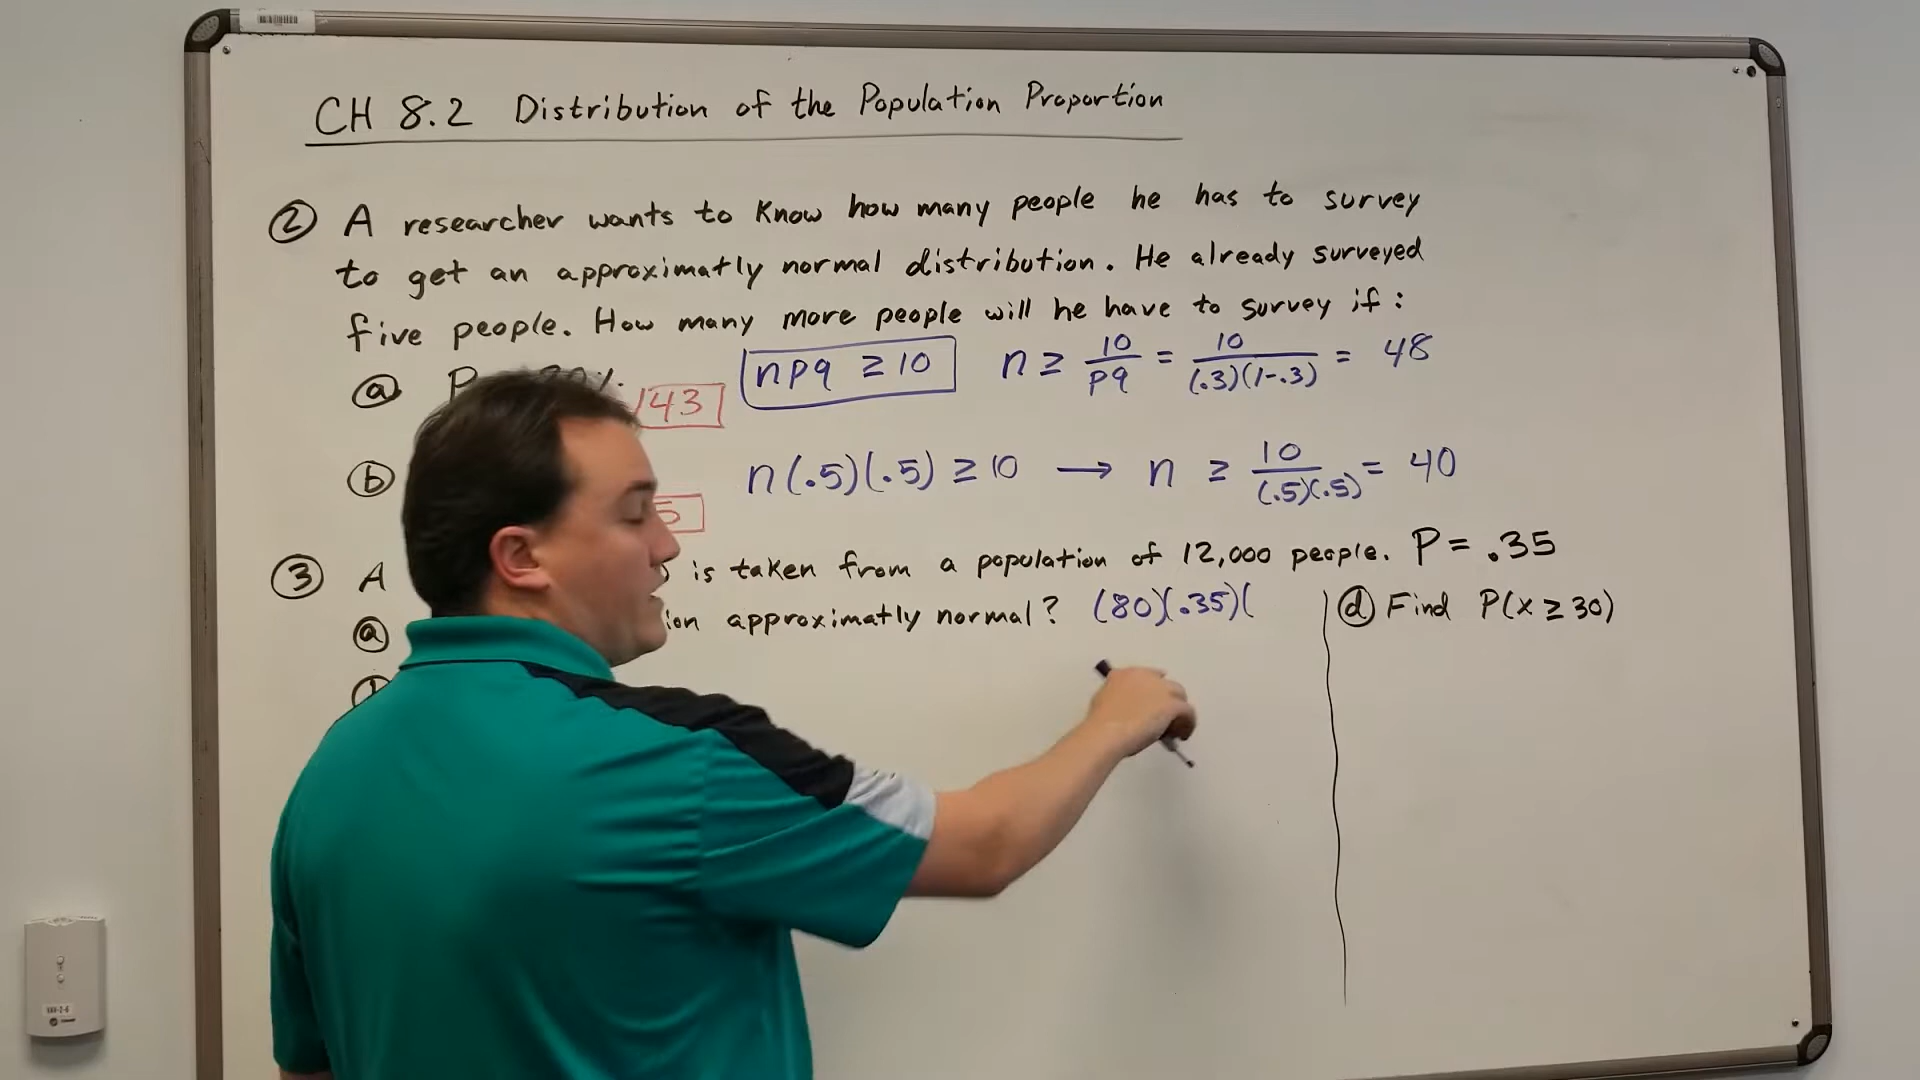 CH 8.2 Distribution of the Population Proportion
② A researcher wants to know how many people he has to survey
to get an approximatly normal distribution. He already surveyed
five people. How many more people will he have to survey if:
ⓐ P 43 npq ≥ 10 n ≥ 10/pq = 10/(.3)(1-.3) = 48
ⓑ 5 n(.5)(.5) ≥ 10 → n ≥ 10/(.5)(.5) = 40
③ A is taken from a population of 12,000 people. P = .35
ⓐ approximatly normal? (80)(.35)(
ⓓ Find P(x ≥ 30)